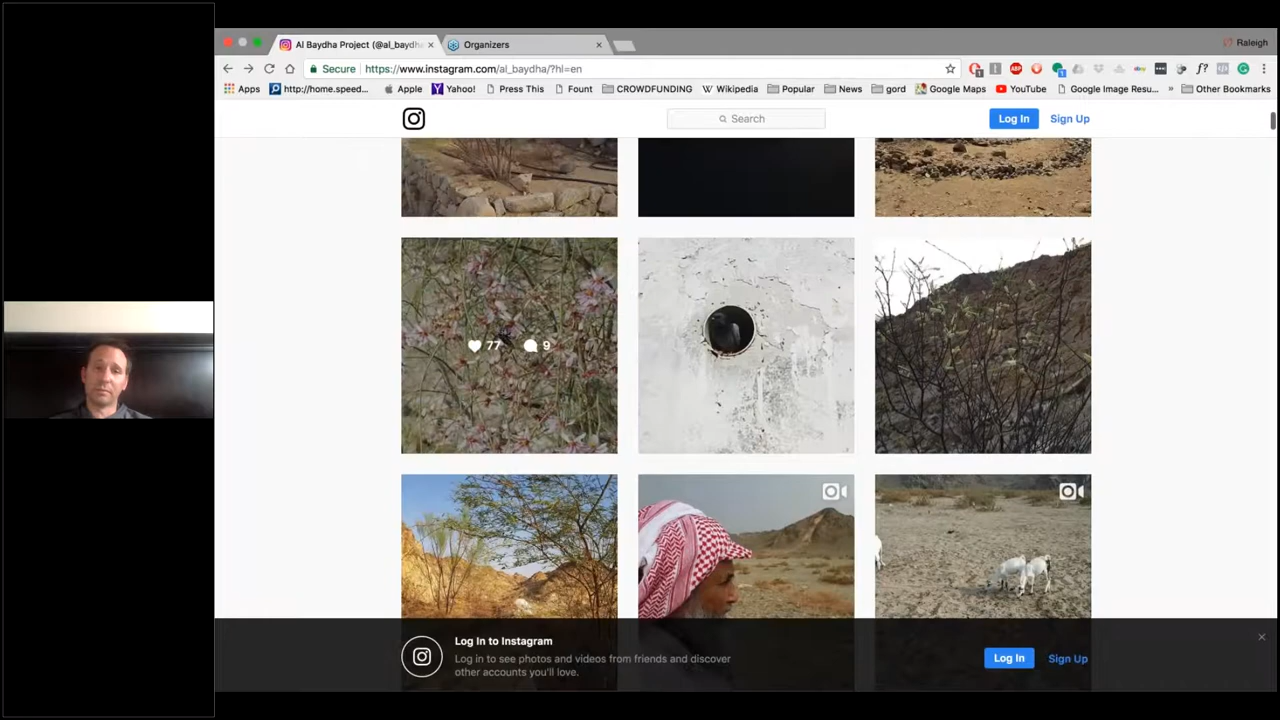 Al Baydha Project (@al_baydh
Organizers
Raleigh
Secure https://www.instagram.com/al_baydha/?hl=en
Apps http://home.speed... Apple Yahoo! Press This Fount CROWDFUNDING Wikipedia Popular News gord Google Maps YouTube Google Image Resu... » Other Bookmarks
Search
Log In Sign Up
77 9
Log In to Instagram
Log in to see photos and videos from friends and discover
other accounts you'll love.
Log In Sign Up